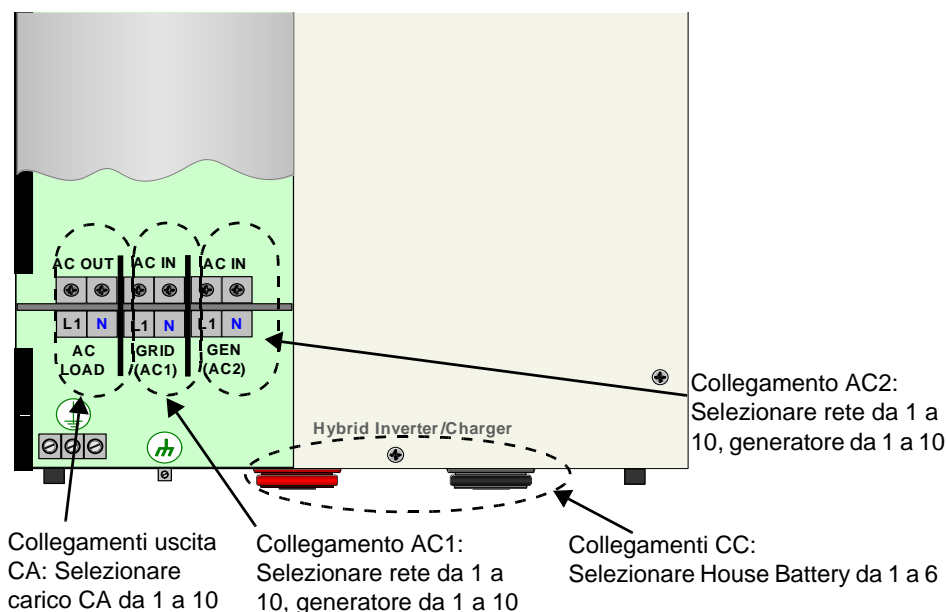 AC OUT AC IN AC IN
L1 N L1 N L1 N
AC LOAD
GRID (AC1)
GEN (AC2)
Hybrid Inverter/Charger
Collegamento AC2:
Selezionare rete da 1 a
10, generatore da 1 a 10
Collegamenti uscita
CA: Selezionare
carico CA da 1 a 10
Collegamento AC1:
Selezionare rete da 1 a
10, generatore da 1 a 10
Collegamenti CC:
Selezionare House Battery da 1 a 6